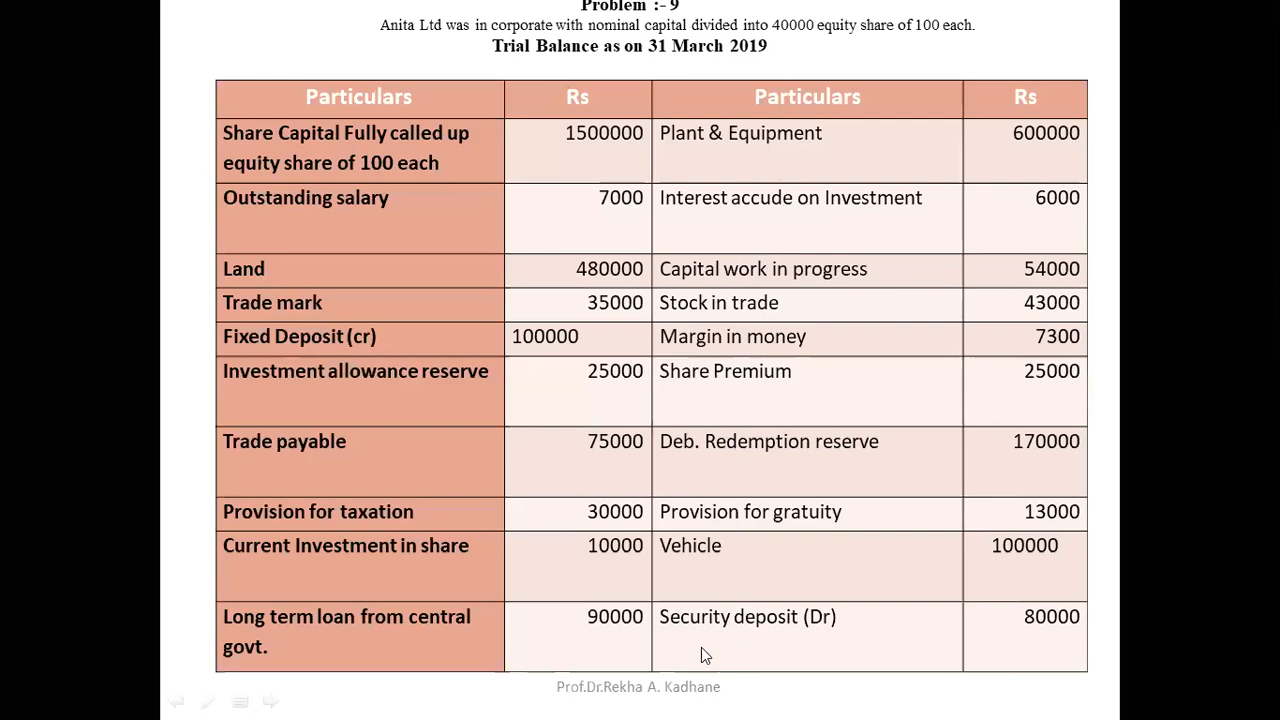 Problem :- 9
Anita Ltd was in corporate with nominal capital divided into 40000 equity share of 100 each.
Trial Balance as on 31 March 2019
Particulars Rs Particulars Rs
Share Capital Fully called up equity share of 100 each 1500000 Plant & Equipment 600000
Outstanding salary 7000 Interest accude on Investment 6000
Land 480000 Capital work in progress 54000
Trade mark 35000 Stock in trade 43000
Fixed Deposit (cr) 100000 Margin in money 7300
Investment allowance reserve 25000 Share Premium 25000
Trade payable 75000 Deb. Redemption reserve 170000
Provision for taxation 30000 Provision for gratuity 13000
Current Investment in share 10000 Vehicle 100000
Long term loan from central govt. 90000 Security deposit (Dr) 80000
Prof.Dr.Rekha A. Kadhane